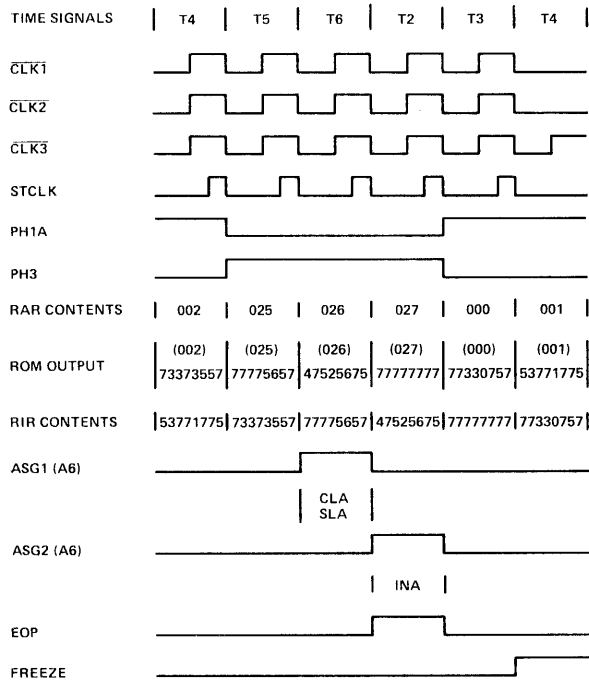 TIME SIGNALS | T4 | T5 | T6 | T2 | T3 | T4 |
CLK1
CLK2
CLK3
STCLK
PH1A
PH3
RAR CONTENTS | 002 | 025 | 026 | 027 | 000 | 001 |
(002) (025) (026) (027) (000) (001)
ROM OUTPUT
73373557 77775657 47525675 77777777 77330757 53771775
RIR CONTENTS |53771775|73373557|77775657|47525675|77777777|77330757|
ASG1 (A6)
CLA
SLA
ASG2 (A6)
INA
EOP
FREEZE